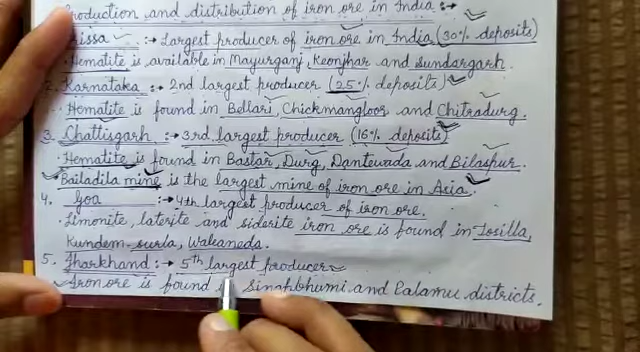 Production and distribution of iron ore in India :→
Orissa :→ Largest producer of iron ore in India (30% deposits)
• Hematite is available in Mayurganj, Keonjhar and Sundargarh.
2. Karnataka :→ 2nd largest producer (25% deposits)
• Hematite is found in Bellari, Chickmangloor and Chitradurg.
3. Chattisgarh :→ 3rd largest producer (16% deposits)
• Hematite is found in Bastar, Durg, Dantewada and Bilaspur.
Bailadila mine is the largest mine of iron ore in Asia.
4. Goa :→ 4th largest producer of iron ore.
• Limonite, laterite and siderite iron ore is found in
Kundem-surla,
5. Jharkhand :→ 5th largest producer
Iron ore is found Singhbhumi and Palamu districts.